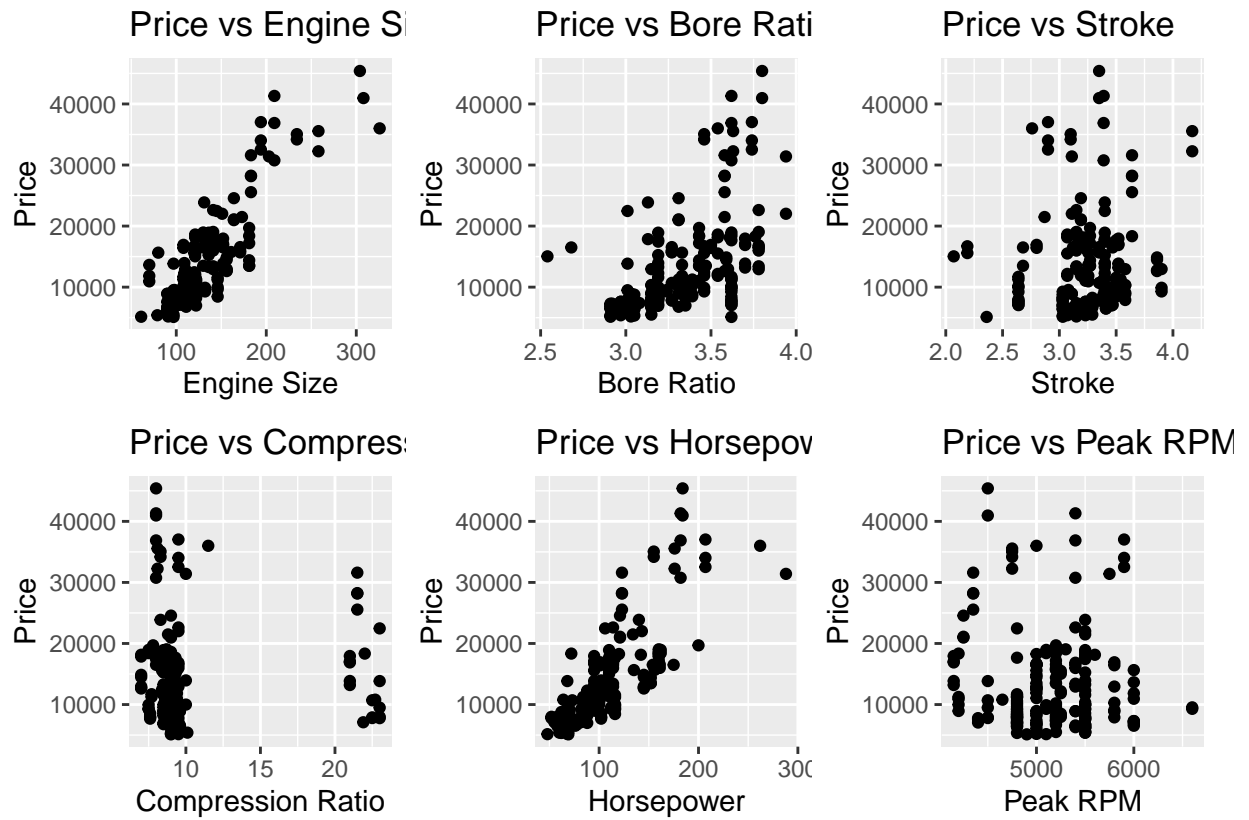 Price vs Engine Si
Price vs Bore Rati
Price vs Stroke
40000
30000
20000
10000
Price
100
200
300
Engine Size
40000
30000
20000
10000
Price
2.5
3.0
3.5
4.0
Bore Ratio
40000
30000
20000
10000
Price
2.0
2.5
3.0
3.5
4.0
Stroke
Price vs Compress
Price vs Horsepow
Price vs Peak RPM
40000
30000
20000
10000
Price
10
15
20
Compression Ratio
40000
30000
20000
10000
Price
100
200
300
Horsepower
40000
30000
20000
10000
Price
5000
6000
Peak RPM